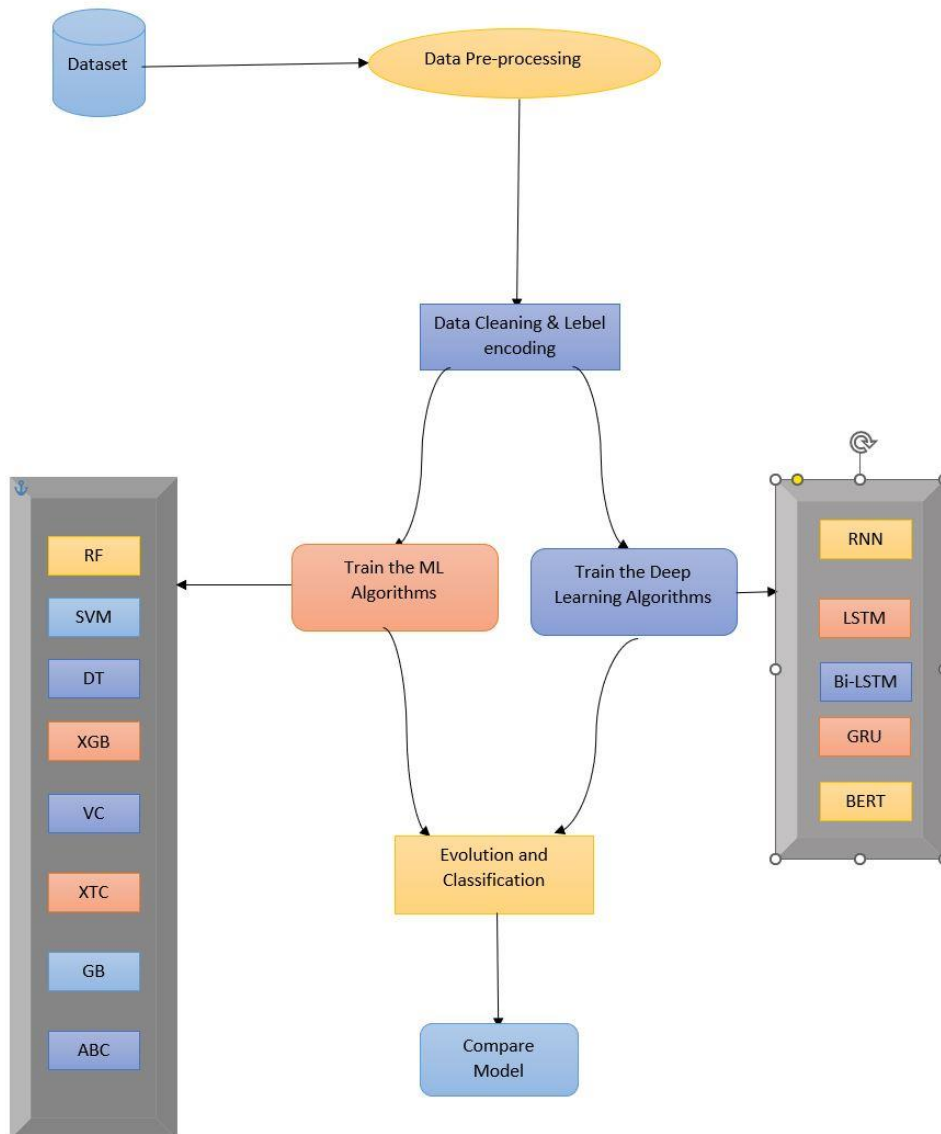 Dataset
Data Pre-processing
Data Cleaning & Lebel
encoding
Train the ML
Algorithms
Train the Deep
Learning Algorithms
RF
SVM
DT
XGB
VC
XTC
GB
ABC
RNN
LSTM
Bi-LSTM
GRU
BERT
Evolution and
Classification
Compare
Model